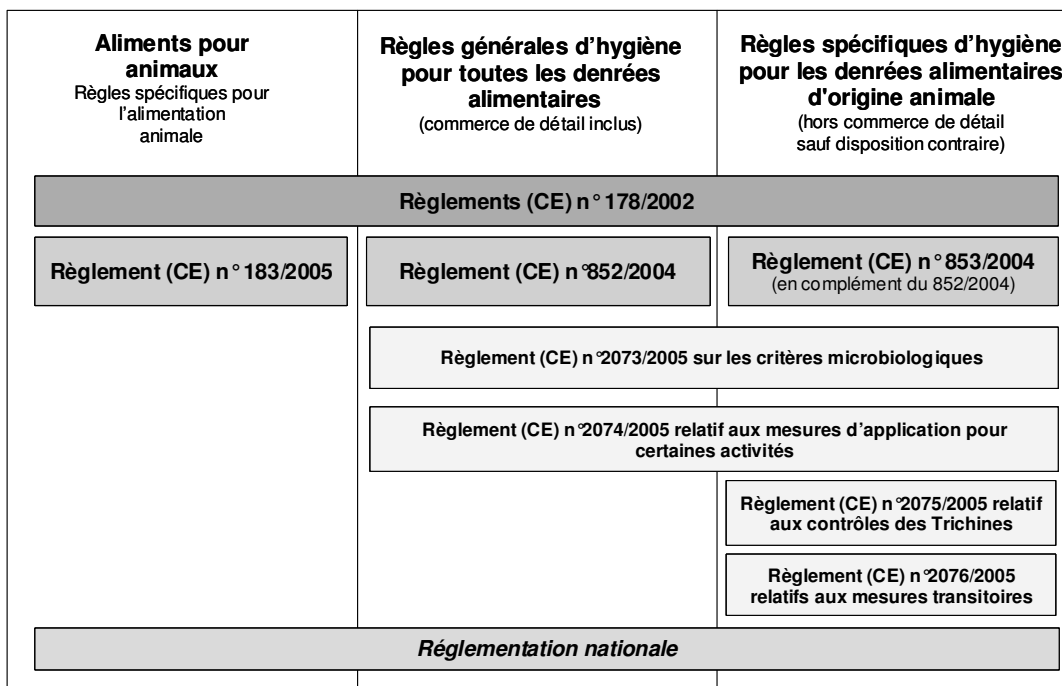 Aliments pour
animaux
Règles spécifiques pour
l'alimentation
animale
Règles générales d'hygiène
pour toutes les denrées
alimentaires
(commerce de détail inclus)
Règles spécifiques d'hygiène
pour les denrées alimentaires
d'origine animale
(hors commerce de détail
sauf disposition contraire)
Règlements (CE) n° 178/2002
Règlement (CE) n° 183/2005
Règlement (CE) n°852/2004
Règlement (CE) n° 853/2004
(en complément du 852/2004)
Règlement (CE) n°2073/2005 sur les critères microbiologiques
Règlement (CE) n°2074/2005 relatif aux mesures d'application pour
certaines activités
Règlement (CE) n°2075/2005 relatif
aux contrôles des Trichines
Règlement (CE) n°2076/2005
relatifs aux mesures transitoires
Réglementation nationale